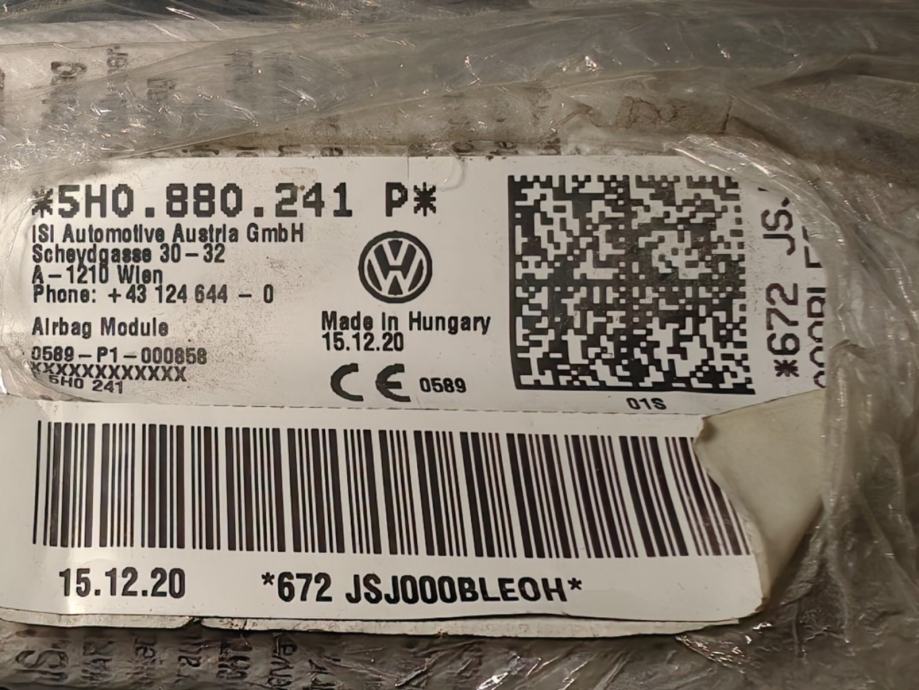 *5H0.880.241 P*
iSi Automotive Austria GmbH
Scheydgasse 30-32
A-1210 Wien
Phone: +43 124 644 - 0
Airbag Module
0589-P1-000858
XXXXXXXXXXXX
5H0 241
Made in Hungary
15.12.20
CE 0589
01S
*672 JSJ
15.12.20
*672 JSJ000BLEOH*